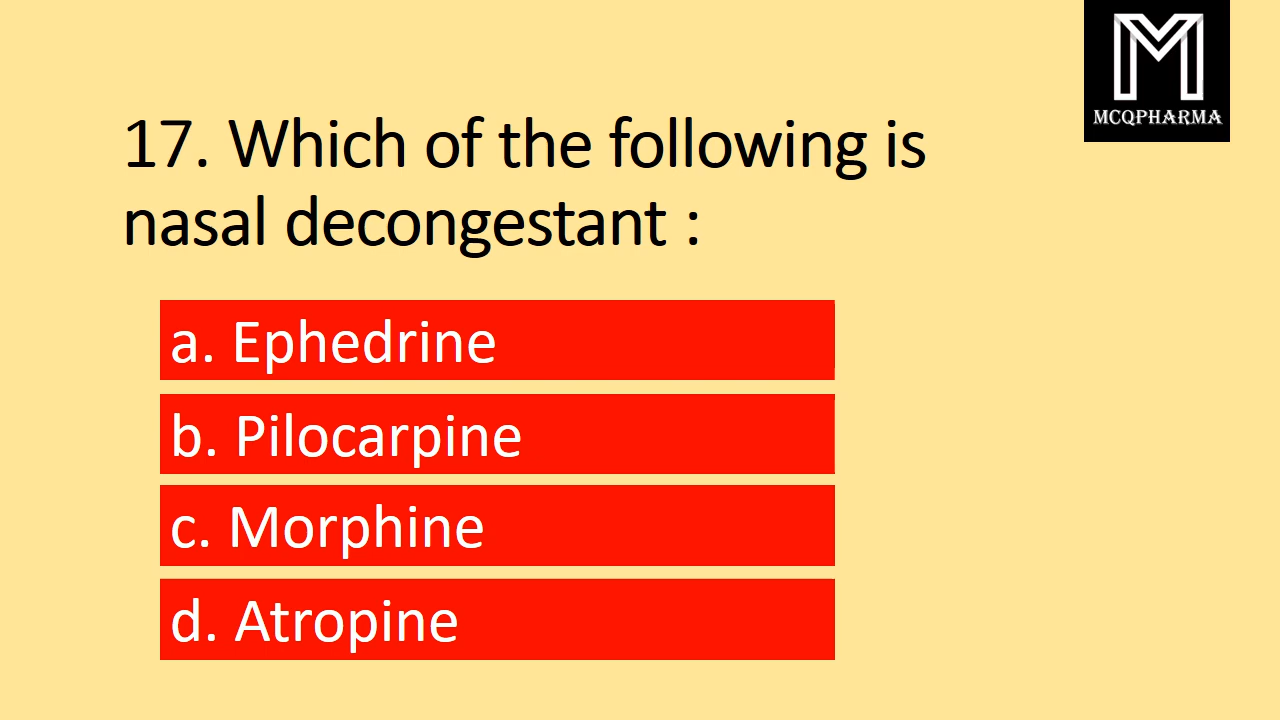 MCQPHARMA
17. Which of the following is
nasal decongestant :
a. Ephedrine
b. Pilocarpine
c. Morphine
d. Atropine